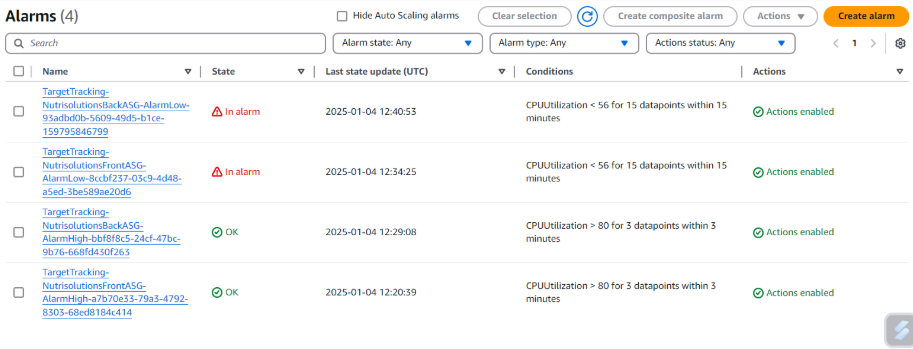 Alarms (4)
Hide Auto Scaling alarms
Clear selection
Create composite alarm
Actions
Create alarm
Search
Alarm state: Any
Alarm type: Any
Actions status: Any
1
Name State Last state update (UTC) Conditions Actions
TargetTracking-
NutrisolutionsBackASG-AlarmLow-
93adbd0b-5609-49d5-b1ce-
159795846799
In alarm
2025-01-04 12:40:53
CPUUtilization < 56 for 15 datapoints within 15
minutes
Actions enabled
TargetTracking-
NutrisolutionsFrontASG-
AlarmLow-8ccbf237-03c9-4d48-
a5ed-3be589ae20d6
In alarm
2025-01-04 12:34:25
CPUUtilization < 56 for 15 datapoints within 15
minutes
Actions enabled
TargetTracking-
NutrisolutionsBackASG-
AlarmHigh-bbf8f8c5-24cf-47bc-
9b76-668fd430f263
OK
2025-01-04 12:29:08
CPUUtilization > 80 for 3 datapoints within 3
minutes
Actions enabled
TargetTracking-
NutrisolutionsFrontASG-
AlarmHigh-a7b70e33-79a3-4792-
8303-68ed8184c414
OK
2025-01-04 12:20:39
CPUUtilization > 80 for 3 datapoints within 3
minutes
Actions enabled